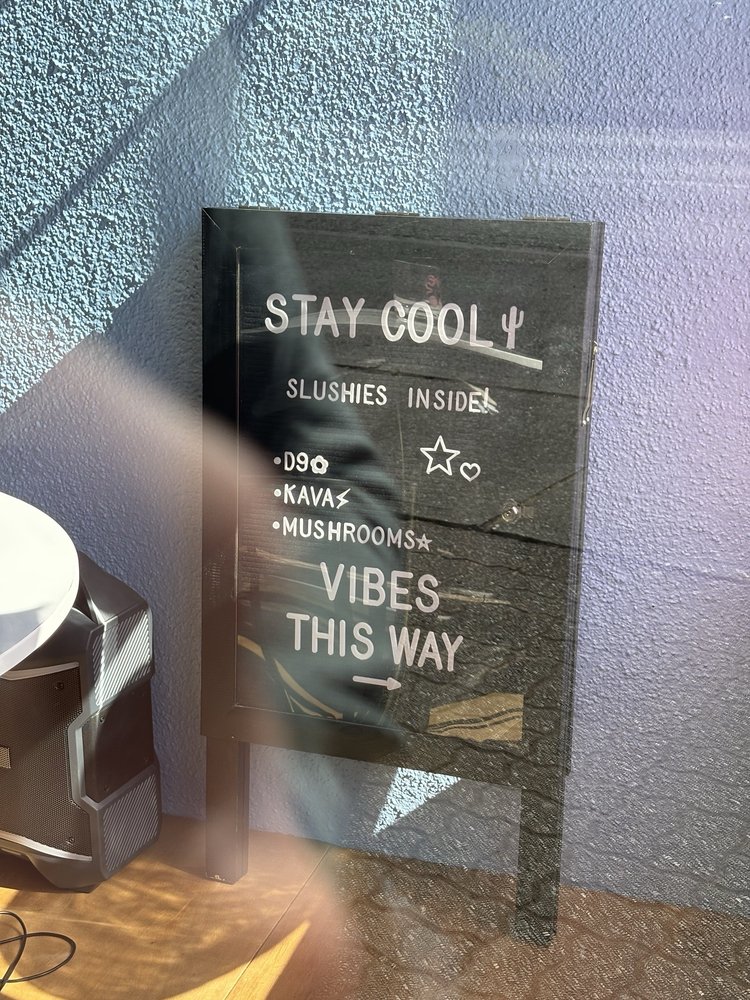 STAY COOL
SLUSHIES INSIDE!
•D9
•KAVA
•MUSHROOMS
VIBES
THIS WAY
→